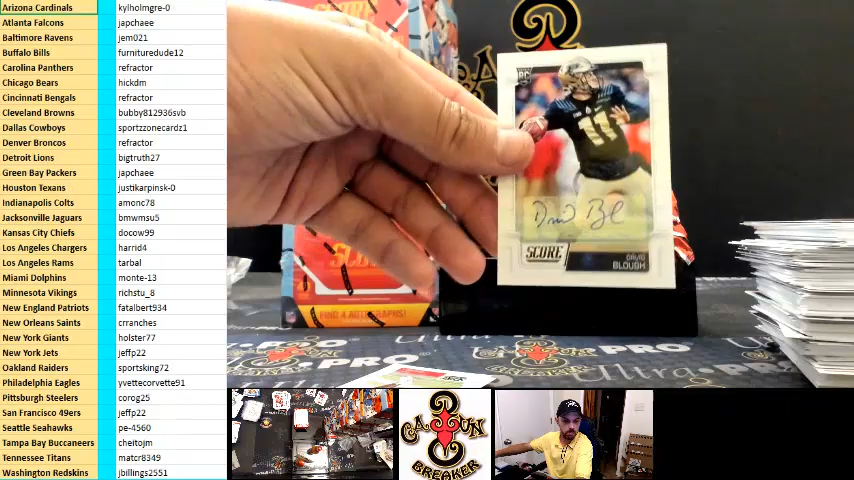 Arizona Cardinals kylholmgre-0
Atlanta Falcons japchaee
Baltimore Ravens jem021
Buffalo Bills furnituredude12
Carolina Panthers refractor
Chicago Bears hickdm
Cincinnati Bengals refractor
Cleveland Browns bubby812936svb
Dallas Cowboys sportzzonecardz1
Denver Broncos refractor
Detroit Lions bigtruth27
Green Bay Packers japchaee
Houston Texans justkarpinsk-0
Indianapolis Colts amonc78
Jacksonville Jaguars bmwmsu5
Kansas City Chiefs docow99
Los Angeles Chargers harrid4
Los Angeles Rams tarbal
Miami Dolphins monte-13
Minnesota Vikings richstu_8
New England Patriots fatalbert934
New Orleans Saints crranches
New York Giants holster77
New York Jets jeffp22
Oakland Raiders sportsking72
Philadelphia Eagles yvettecorvette91
Pittsburgh Steelers corog25
San Francisco 49ers jeffp22
Seattle Seahawks pe-4560
Tampa Bay Buccaneers cheitojm
Tennessee Titans matcr8349
Washington Redskins jbillings2551
RC
11
SCORE
DAVID
BLOUGH
FIND 4 AUTOGRAPHS!
Ultra PRO
CAJUN
BREAKER